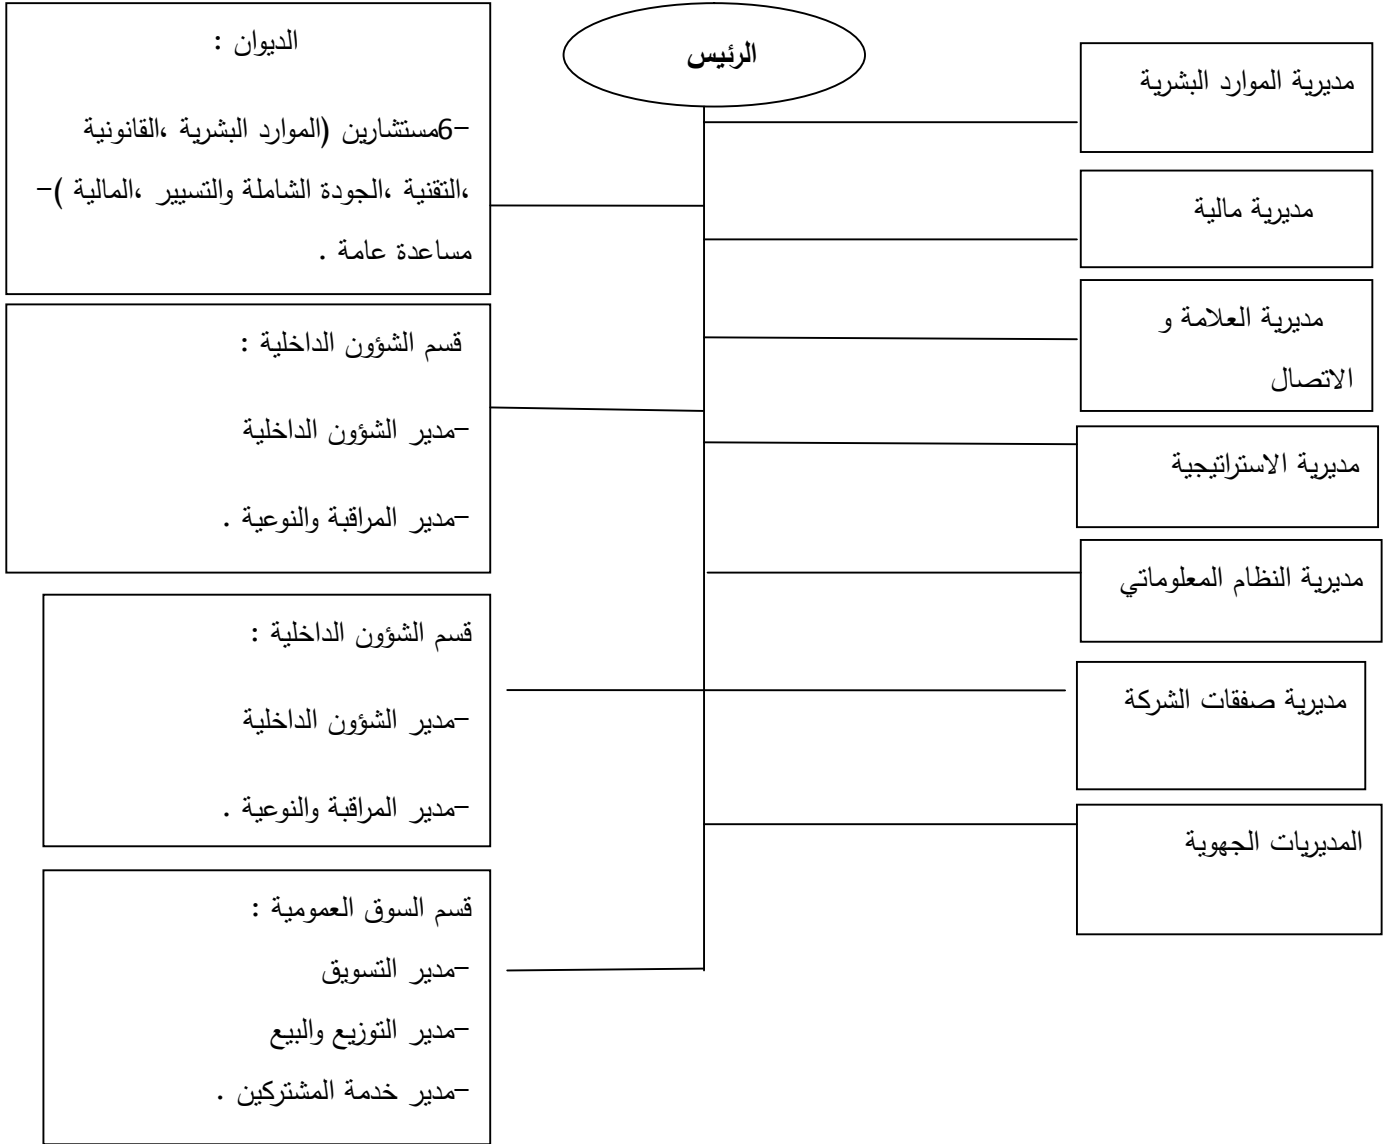 الرئيس
مديرية الموارد البشرية
مديرية مالية
مديرية العلامة و
الاتصال
مديرية الاستراتيجية
مديرية النظام المعلوماتي
مديرية صفقات الشركة
المديريات الجهوية
الديوان :
-6مستشارين (الموارد البشرية ،القانونية
،التقنية ،الجودة الشاملة والتسيير ،المالية )-
مساعدة عامة .
قسم الشؤون الداخلية :
-مدير الشؤون الداخلية
-مدير المراقبة والنوعية .
قسم الشؤون الداخلية :
-مدير الشؤون الداخلية
-مدير المراقبة والنوعية .
قسم السوق العمومية :
-مدير التسويق
-مدير التوزيع والبيع
-مدير خدمة المشتركين .